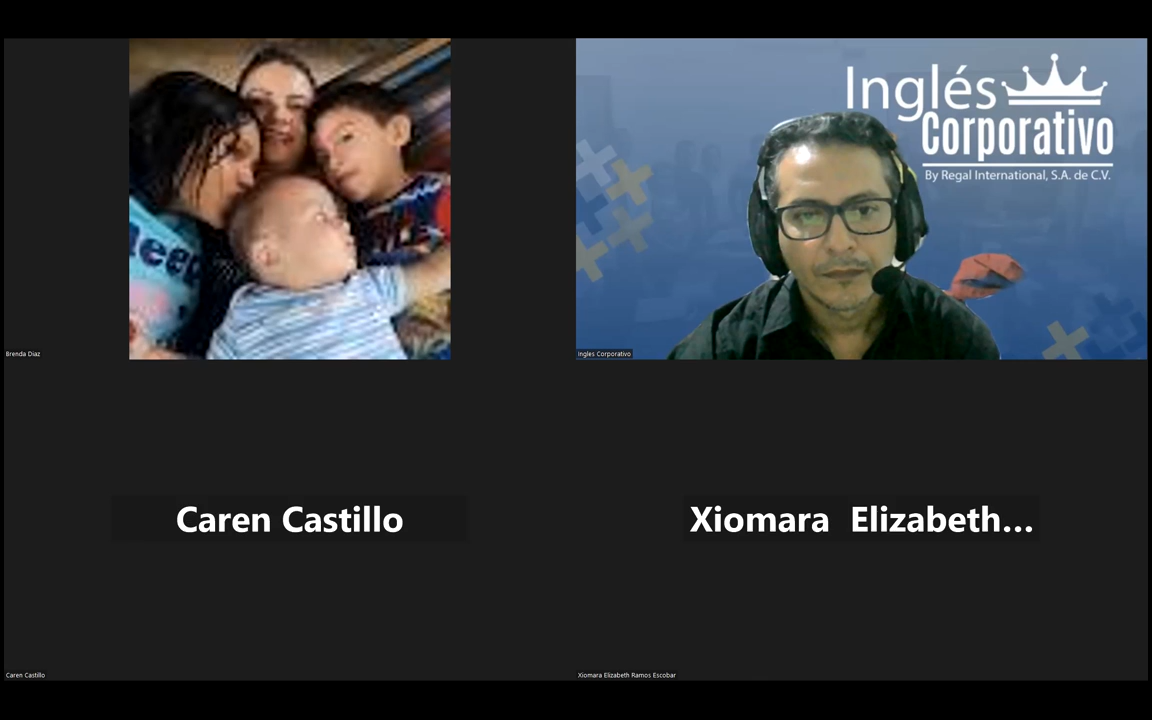 Inglés
Corporativo
By Regal International, S.A. de C.V.
Brenda Diaz
Ingles Corporativo
Caren Castillo
Xiomara Elizabeth...
Caren Castillo
Xiomara Elizabeth Ramos Escobar